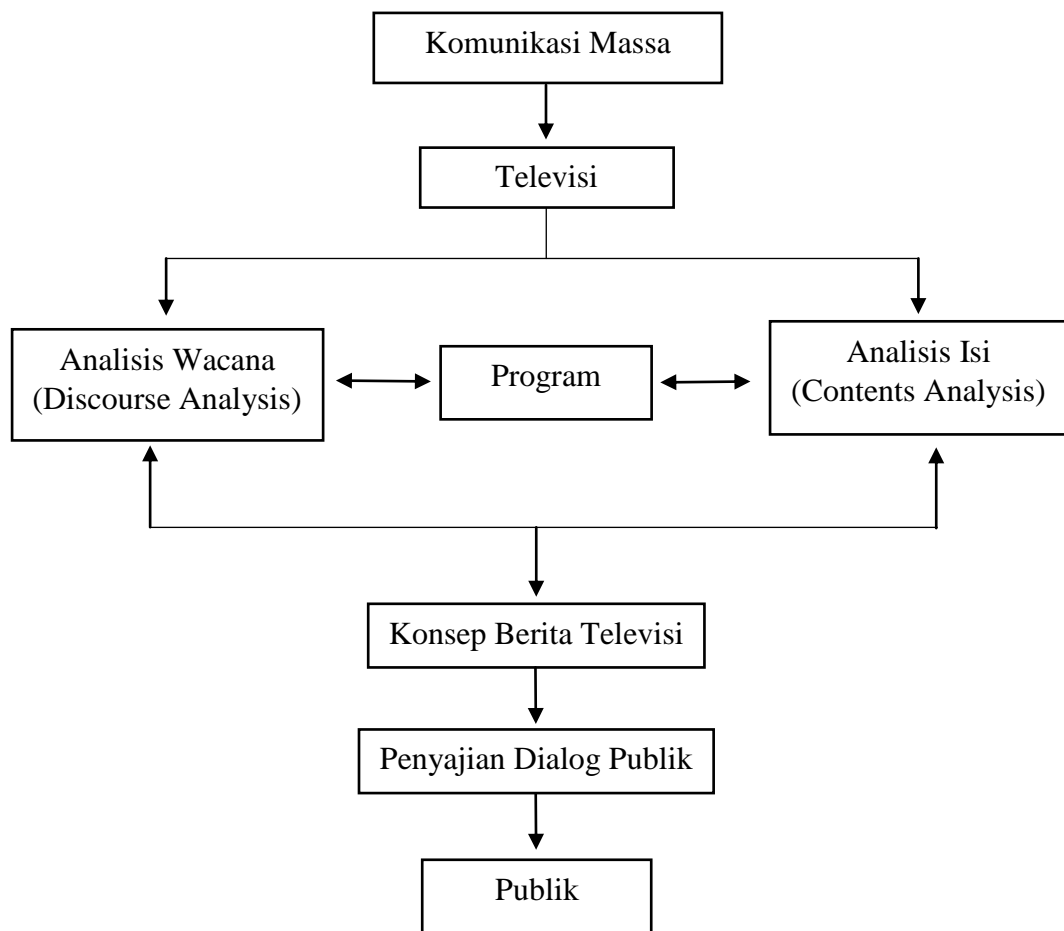 Komunikasi Massa
Televisi
Analisis Wacana
(Discourse Analysis)
Program
Analisis Isi
(Contents Analysis)
Konsep Berita Televisi
Penyajian Dialog Publik
Publik